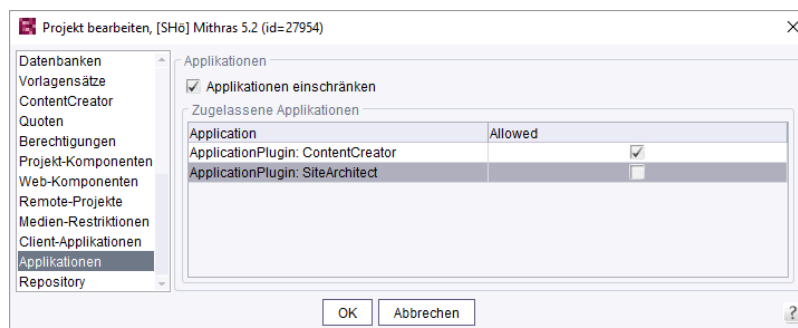 Projekt bearbeiten, [SHö] Mithras 5.2 (id=27954)
Datenbanken
Vorlagensätze
ContentCreator
Quoten
Berechtigungen
Projekt-Komponenten
Web-Komponenten
Remote-Projekte
Medien-Restriktionen
Client-Applikationen
Applikationen
Repository
Applikationen
Applikationen einschränken
Zugelassene Applikationen
Application Allowed
ApplicationPlugin: ContentCreator
ApplicationPlugin: SiteArchitect
OK Abbrechen
?